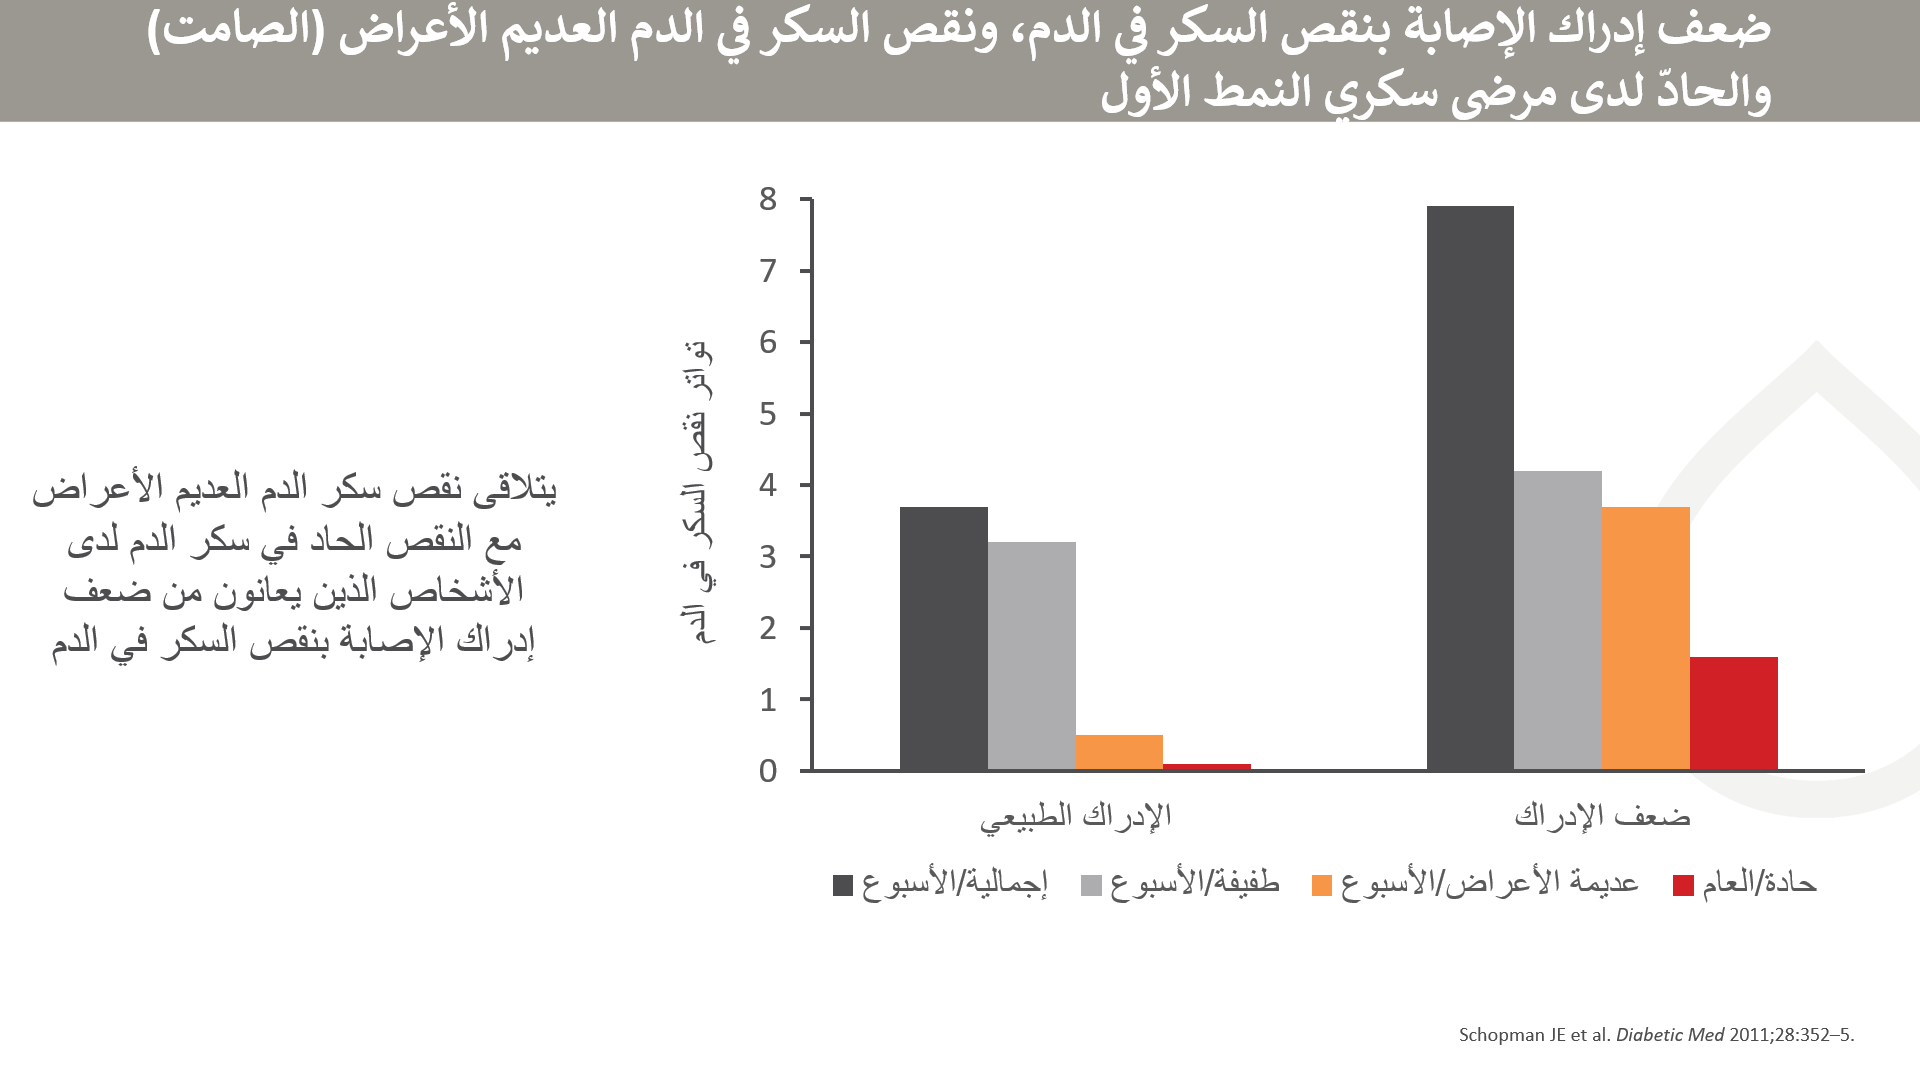 ضعف إدراك الإصابة بنقص السكر في الدم، ونقص السكر في الدم العديم الأعراض (الصامت)
والحادّ لدى مرضى سكري النمط الأول
يتلاقى نقص سكر الدم العديم الأعراض
مع النقص الحاد في سكر الدم لدى
الأشخاص الذين يعانون من ضعف
إدراك الإصابة بنقص السكر في الدم
تواتر نقص السكر في الدم
8
7
6
5
4
3
2
1
0
الإدراك الطبيعي
ضعف الإدراك
إجمالية/الأسبوع
طفيفة/الأسبوع
عديمة الأعراض/الأسبوع
حادة/العام
Schopman JE et al. Diabetic Med 2011;28:352–5.